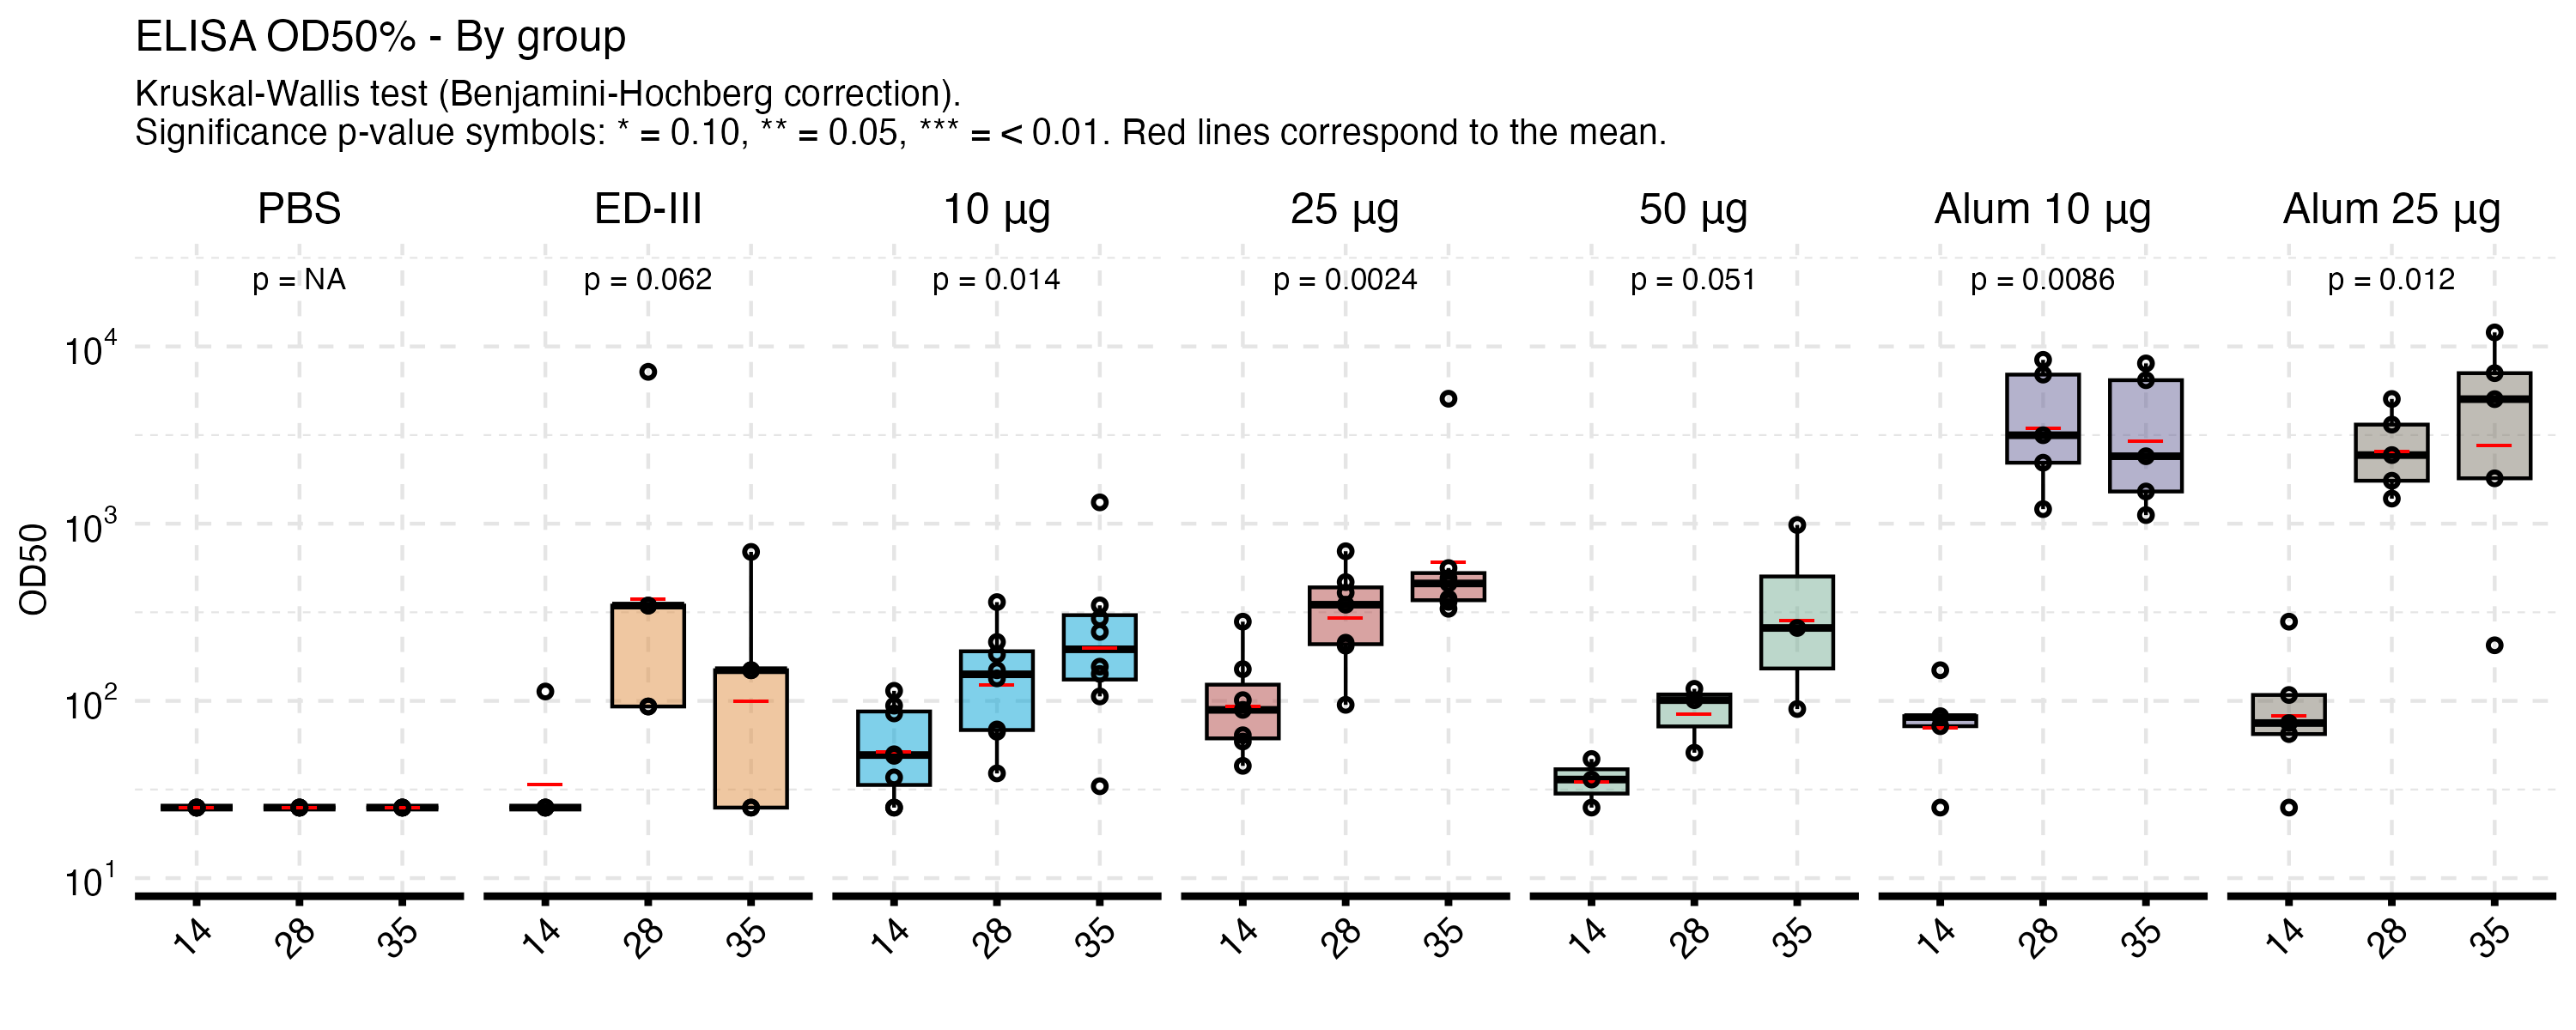 ELISA OD50% - By group
Kruskal-Wallis test (Benjamini-Hochberg correction).
Significance p-value symbols: * = 0.10, ** = 0.05, *** = < 0.01. Red lines correspond to the mean.
PBS ED-III 10 µg 25 µg 50 µg Alum 10 µg Alum 25 µg
p = NA p = 0.062 p = 0.014 p = 0.0024 p = 0.051 p = 0.0086 p = 0.012
10⁴
10³
OD50
10²
10¹
14 28 35 14 28 35 14 28 35 14 28 35 14 28 35 14 28 35 14 28 35